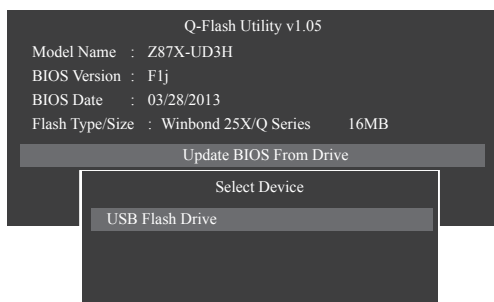 Q-Flash Utility v1.05
Model Name : Z87X-UD3H
BIOS Version : F1j
BIOS Date : 03/28/2013
Flash Type/Size : Winbond 25X/Q Series 16MB
Update BIOS From Drive
Select Device
USB Flash Drive